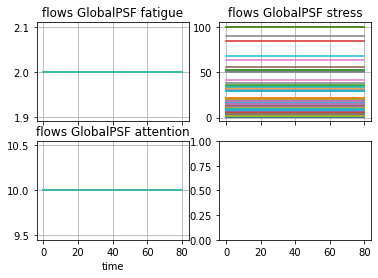 flows GlobalPSF fatigue
2.1
2.0
1.9
flows GlobalPSF stress
100
50
0
flows GlobalPSF attention
10.5
10.0
9.5
0 20 40 60 80
time
1.00
0.75
0.50
0.25
0.00
0 20 40 60 80